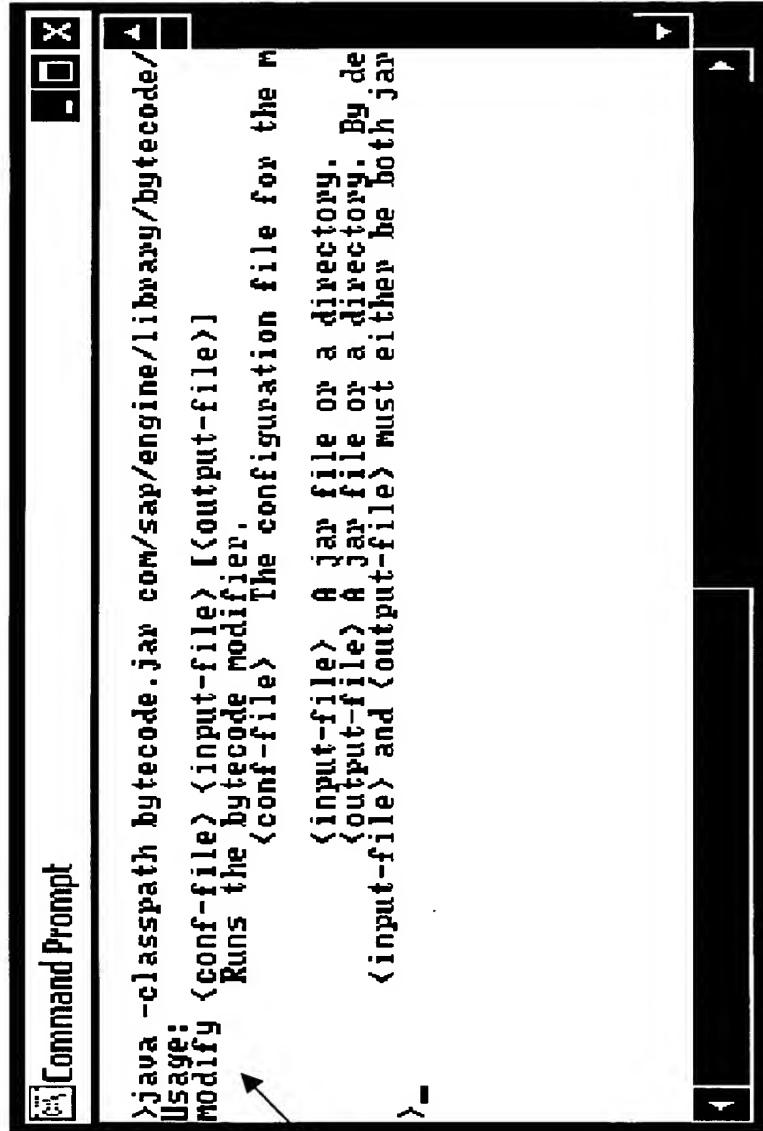 Command Prompt
>java -classpath bytecode.jar com/sap/engine/library/bytecode/
Usage:
modify <conf-file> <input-file> [<output-file>]
Runs the bytecode modifier.
<conf-file> The configuration file for the m
<input-file> A jar file or a directory.
<output-file> A jar file or a directory. By de
<input-file> and <output-file> must either be both jar
>_